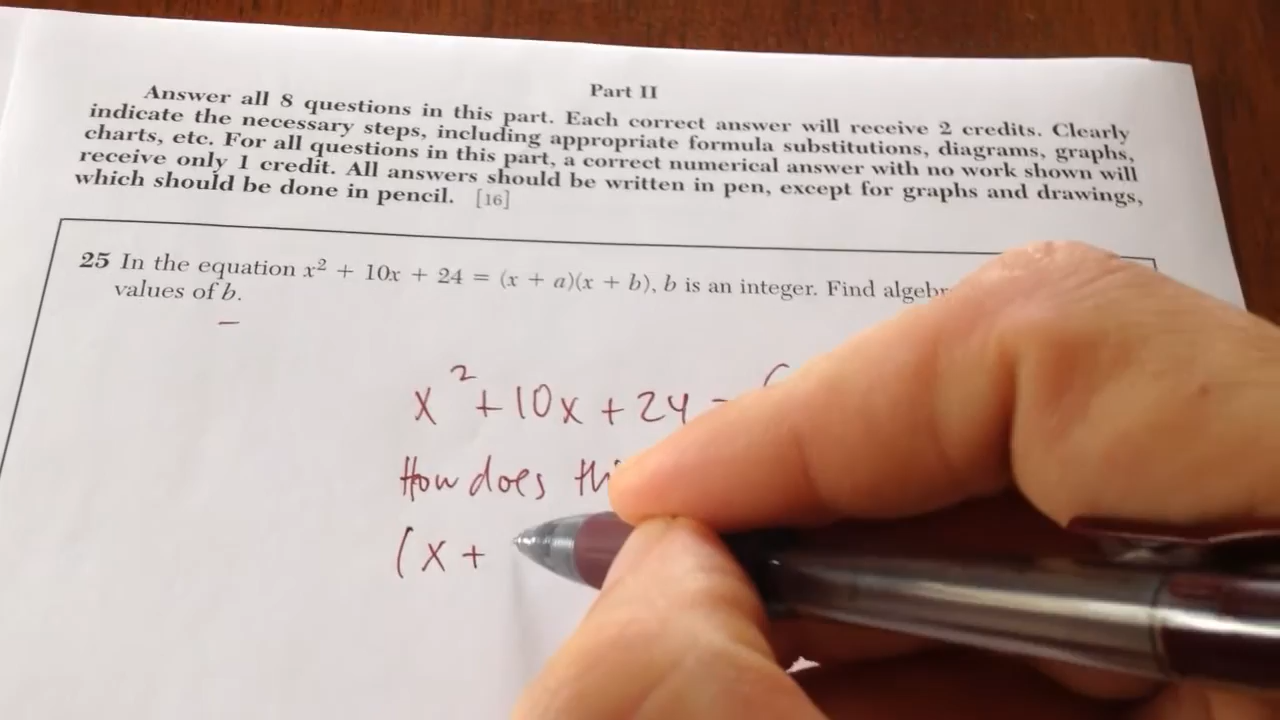 Part II
Answer all 8 questions in this part. Each correct answer will receive 2 credits. Clearly
indicate the necessary steps, including appropriate formula substitutions, diagrams, graphs,
charts, etc. For all questions in this part, a correct numerical answer with no work shown will
receive only 1 credit. All answers should be written in pen, except for graphs and drawings,
which should be done in pencil. [16]
25 In the equation x² + 10x + 24 = (x + a)(x + b), b is an integer. Find algebr
values of b.
x² + 10x + 24 = (
How does thi
(x +